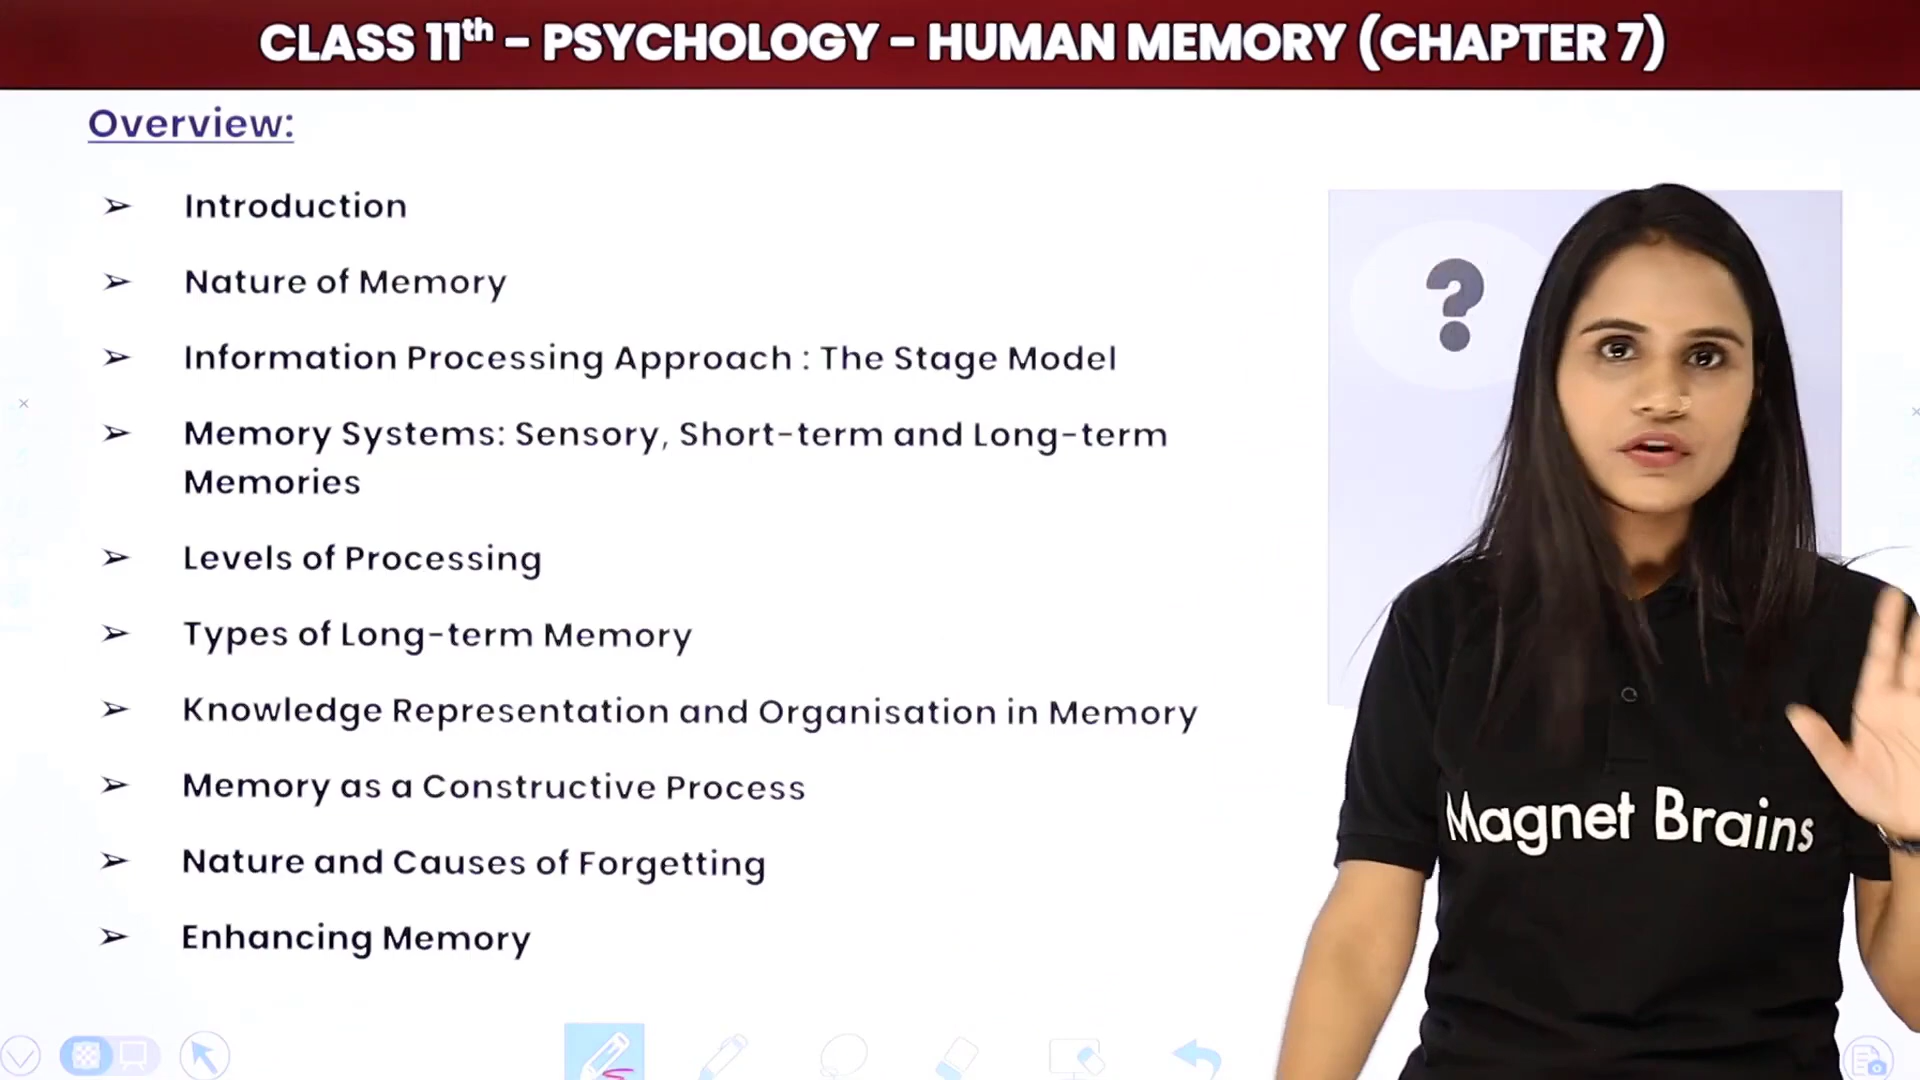 CLASS 11th - PSYCHOLOGY - HUMAN MEMORY (CHAPTER 7)
Overview:
➢ Introduction
➢ Nature of Memory
➢ Information Processing Approach : The Stage Model
➢ Memory Systems: Sensory, Short-term and Long-term
Memories
➢ Levels of Processing
➢ Types of Long-term Memory
➢ Knowledge Representation and Organisation in Memory
➢ Memory as a Constructive Process
➢ Nature and Causes of Forgetting
➢ Enhancing Memory
?
Magnet Brains